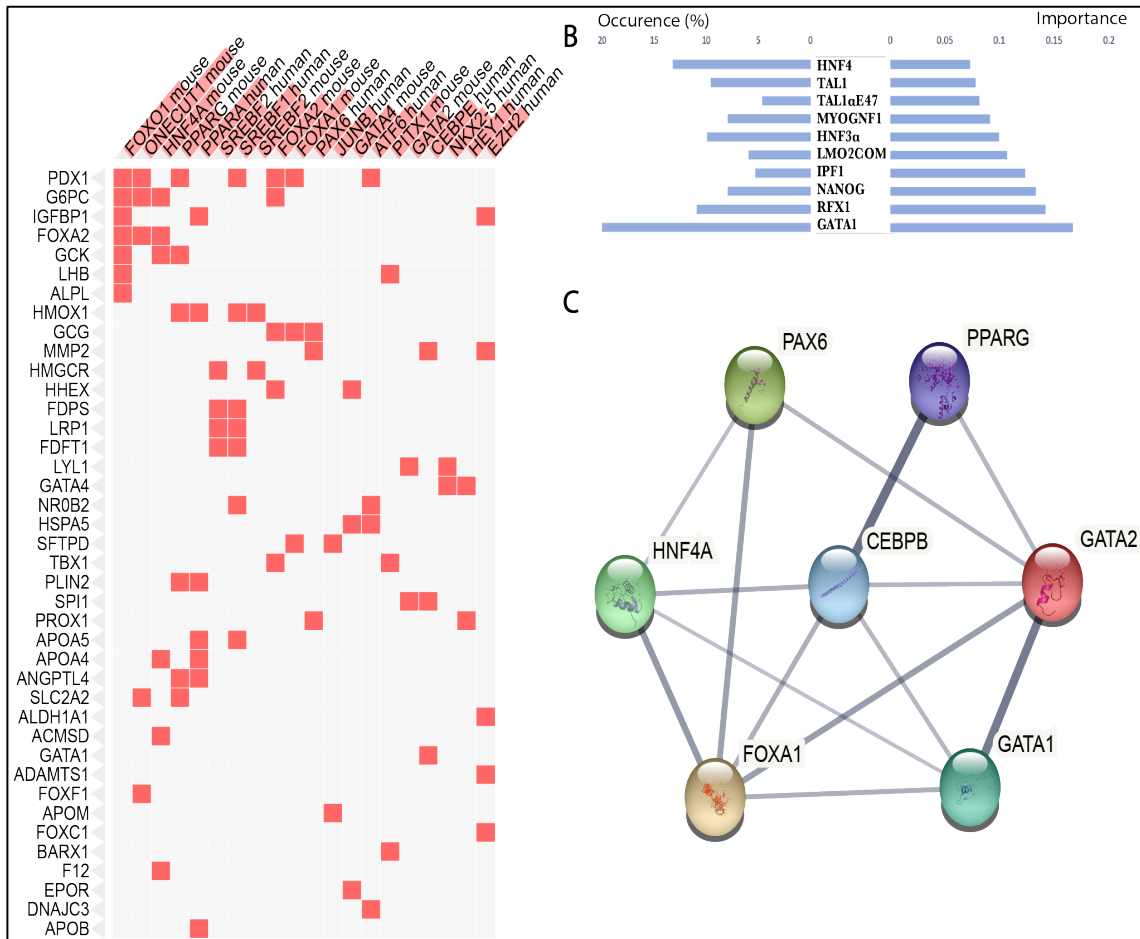 FOXO1 mouse
ONECUT1 mouse
HNF4A mouse
PPARG mouse
PPARA human
SREBF2 human
SREBF1 human
SREBF2 mouse
FOXA2 mouse
FOXA1 mouse
PAX6 human
JUNB human
GATA4 mouse
ATF6 human
PITX1 mouse
GATA2 mouse
CEBPB human
NKX2-5 human
HEY1 human
EZH2 human
PDX1
G6PC
IGFBP1
FOXA2
GCK
LHB
ALPL
HMOX1
GCG
MMP2
HMGCR
HHEX
FDPS
LRP1
FDFT1
LYL1
GATA4
NR0B2
HSPA5
SFTPD
TBX1
PLIN2
SPI1
PROX1
APOA5
APOA4
ANGPTL4
SLC2A2
ALDH1A1
ACMSD
GATA1
ADAMTS1
FOXF1
APOM
FOXC1
BARX1
F12
EPOR
DNAJC3
APOB
B
Occurence (%) Importance
20 15 10 5 0 0 0.05 0.1 0.15 0.2
HNF4
TAL1
TAL1αE47
MYOGNF1
HNF3α
LMO2COM
IPF1
NANOG
RFX1
GATA1
C
PAX6
PPARG
HNF4A
CEBPB
GATA2
FOXA1
GATA1